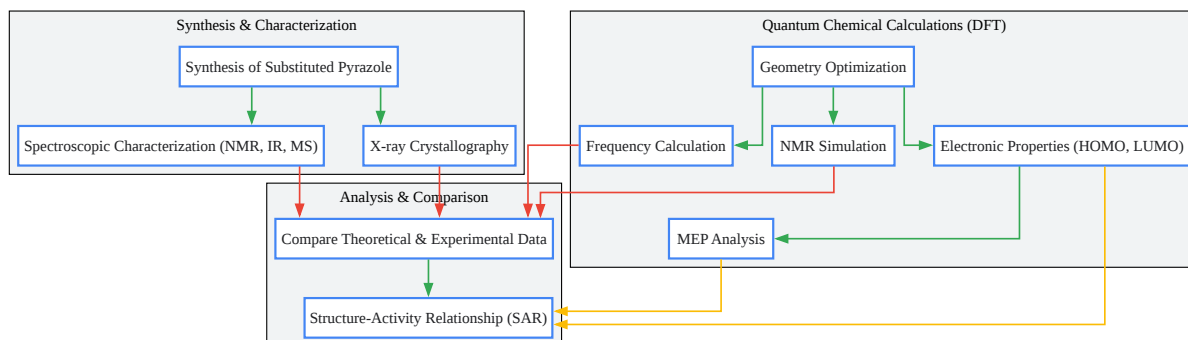 Synthesis & Characterization
Synthesis of Substituted Pyrazole
Spectroscopic Characterization (NMR, IR, MS)
X-ray Crystallography
Quantum Chemical Calculations (DFT)
Geometry Optimization
Frequency Calculation
NMR Simulation
Electronic Properties (HOMO, LUMO)
MEP Analysis
Analysis & Comparison
Compare Theoretical & Experimental Data
Structure-Activity Relationship (SAR)